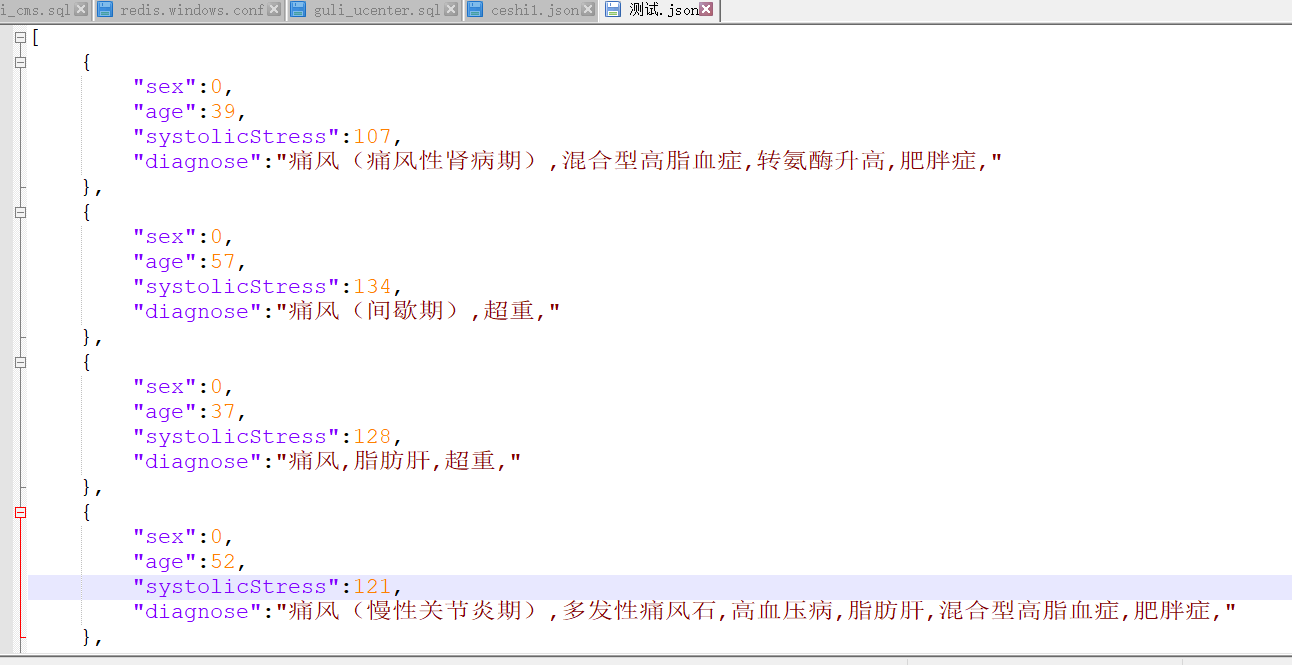 i_cms.sql redis.windows.conf guli_ucenter.sql ceshi1.json 测试.json
[
{
"sex":0,
"age":39,
"systolicStress":107,
"diagnose":"痛风（痛风性肾病期）,混合型高脂血症,转氨酶升高,肥胖症,"
},
{
"sex":0,
"age":57,
"systolicStress":134,
"diagnose":"痛风（间歇期）,超重,"
},
{
"sex":0,
"age":37,
"systolicStress":128,
"diagnose":"痛风,脂肪肝,超重,"
},
{
"sex":0,
"age":52,
"systolicStress":121,
"diagnose":"痛风（慢性关节炎期）,多发性痛风石,高血压病,脂肪肝,混合型高脂血症,肥胖症,"
},